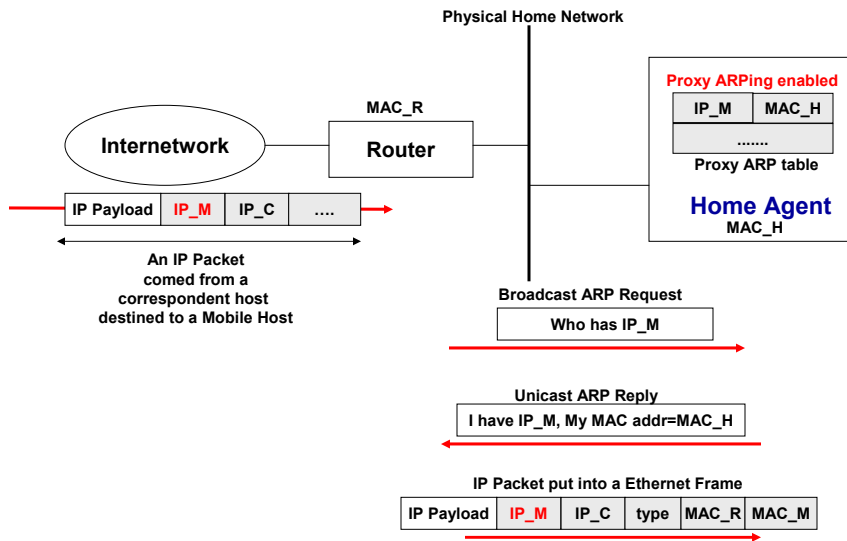 Physical Home Network
Proxy ARPing enabled
IP_M MAC_H
.......
Proxy ARP table
Home Agent
MAC_H
MAC_R
Internetwork
Router
IP Payload IP_M IP_C ....
An IP Packet
comed from a
correspondent host
destined to a Mobile Host
Broadcast ARP Request
Who has IP_M
Unicast ARP Reply
I have IP_M, My MAC addr=MAC_H
IP Packet put into a Ethernet Frame
IP Payload IP_M IP_C type MAC_R MAC_M